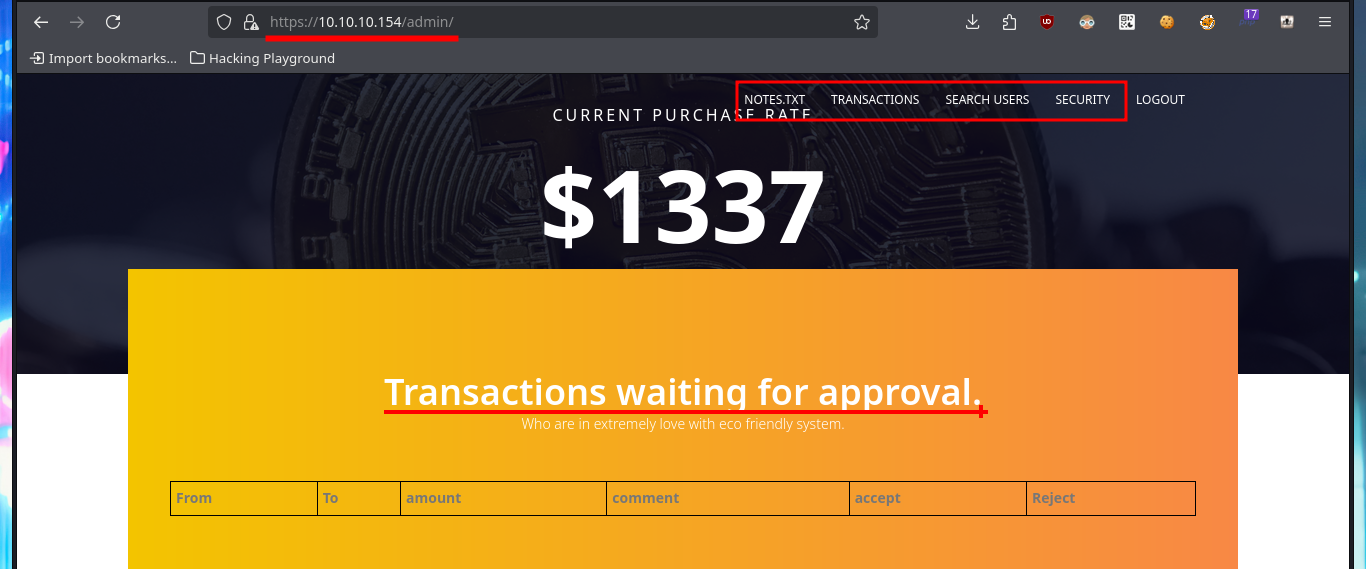 https://10.10.10.154/admin/
17
Import bookmarks... Hacking Playground
NOTES.TXT TRANSACTIONS SEARCH USERS SECURITY LOGOUT
CURRENT PURCHASE RATE
$1337
Transactions waiting for approval.
Who are in extremely love with eco friendly system.
From To amount comment accept Reject